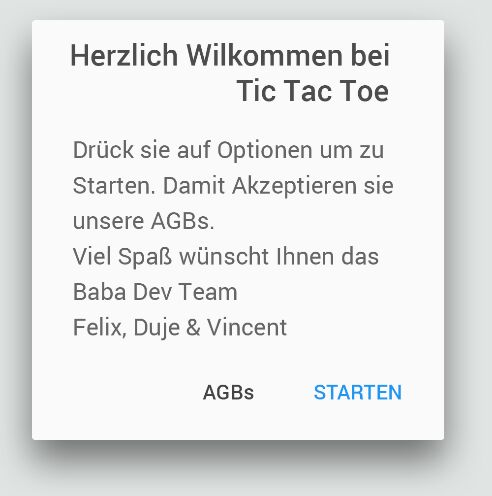 Herzlich Wilkommen bei
Tic Tac Toe
Drück sie auf Optionen um zu
Starten. Damit Akzeptieren sie
unsere AGBs.
Viel Spaß wünscht Ihnen das
Baba Dev Team
Felix, Duje & Vincent
AGBs STARTEN